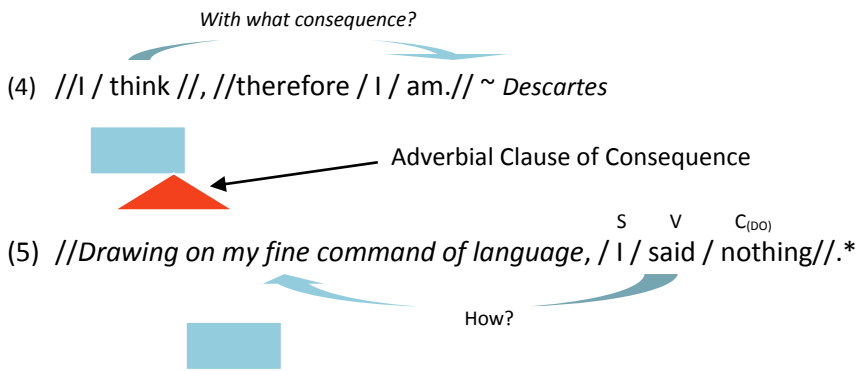 With what consequence?
(4) //I / think //, //therefore / I / am.// ~ Descartes
Adverbial Clause of Consequence
S V C(DO)
(5) //Drawing on my fine command of language, / I / said / nothing//.*
How?